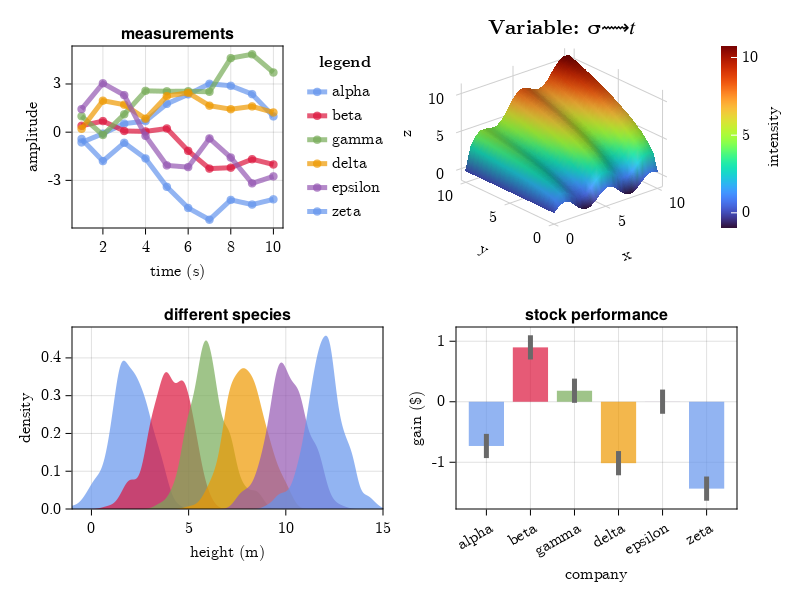 measurements
amplitude
3
0
-3
2
4
6
8
10
time (s)
legend
alpha
beta
gamma
delta
epsilon
zeta
Variable: σ⟿t
z
10
5
0
10
5
0
y
0
5
10
x
10
5
0
intensity
different species
density
0.4
0.3
0.2
0.1
0.0
0
5
10
15
height (m)
stock performance
gain ($)
1
0
-1
alpha
beta
gamma
delta
epsilon
zeta
company